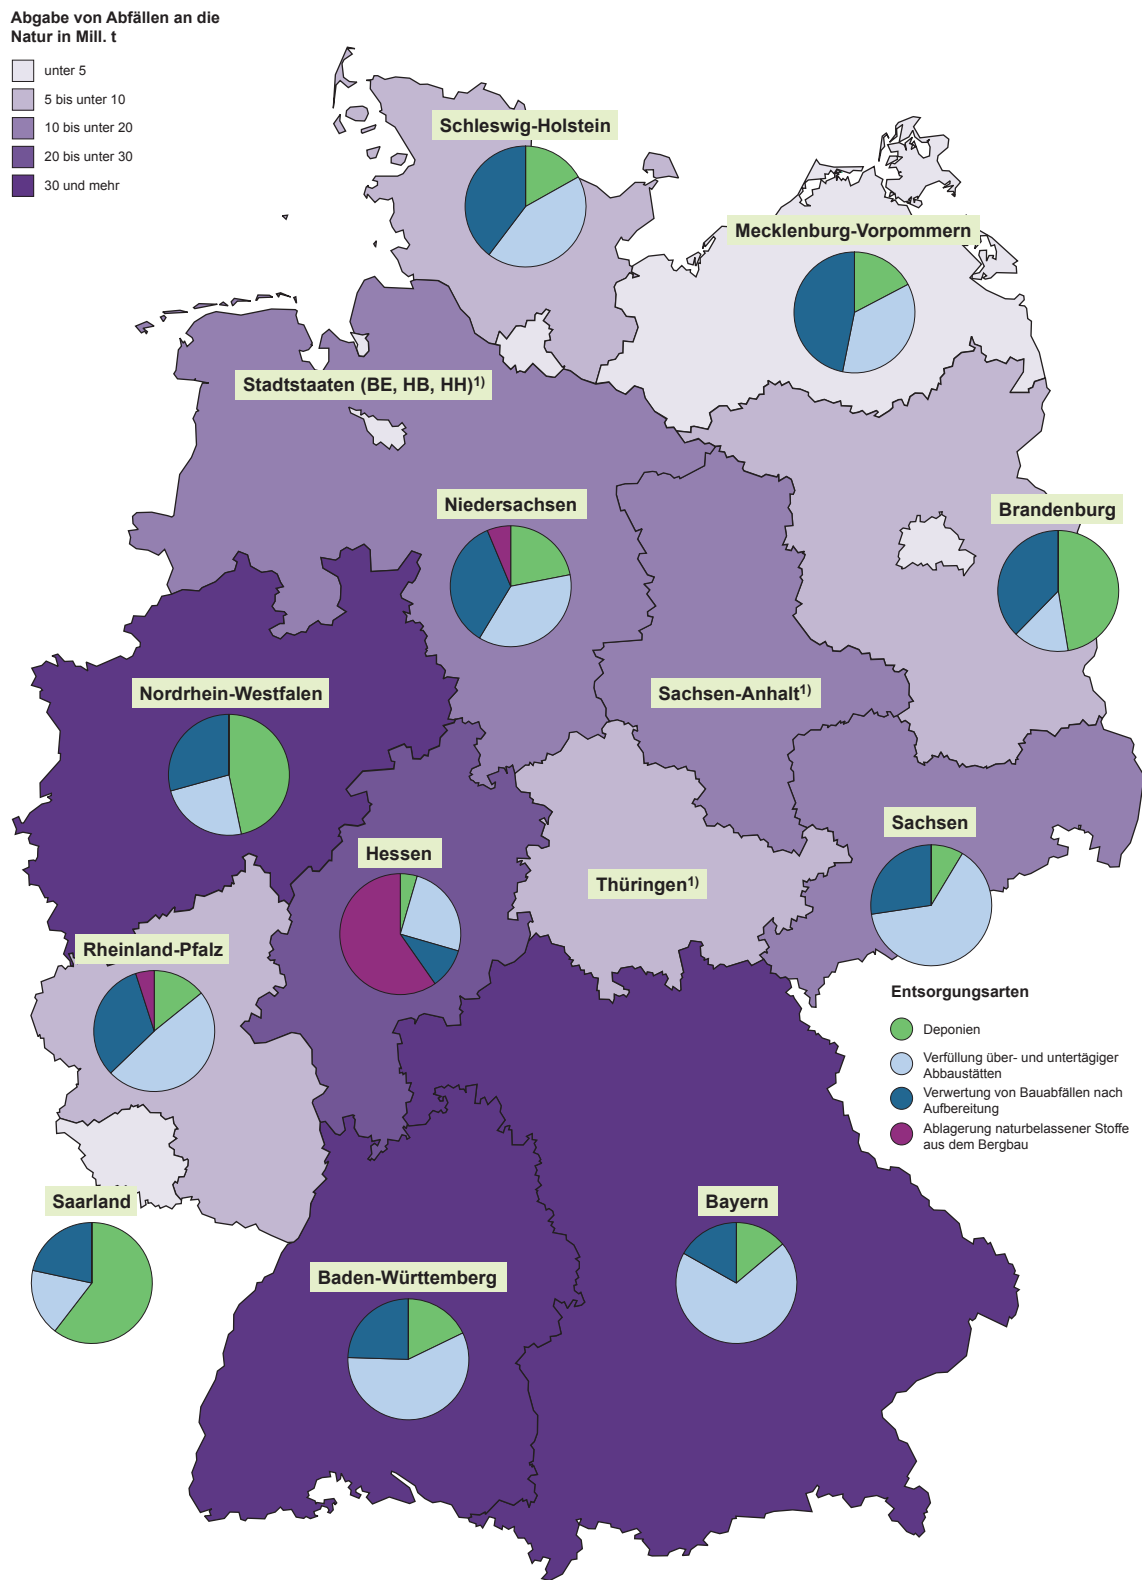 Abgabe von Abfällen an die
Natur in Mill. t
unter 5
5 bis unter 10
10 bis unter 20
20 bis unter 30
30 und mehr
Schleswig-Holstein
Mecklenburg-Vorpommern
Stadtstaaten (BE, HB, HH)¹⁾
Niedersachsen
Brandenburg
Nordrhein-Westfalen
Sachsen-Anhalt¹⁾
Sachsen
Hessen
Thüringen¹⁾
Rheinland-Pfalz
Entsorgungsarten
Deponien
Verfüllung über- und untertägiger
Abbaustätten
Verwertung von Bauabfällen nach
Aufbereitung
Ablagerung naturbelassener Stoffe
aus dem Bergbau
Saarland
Bayern
Baden-Württemberg